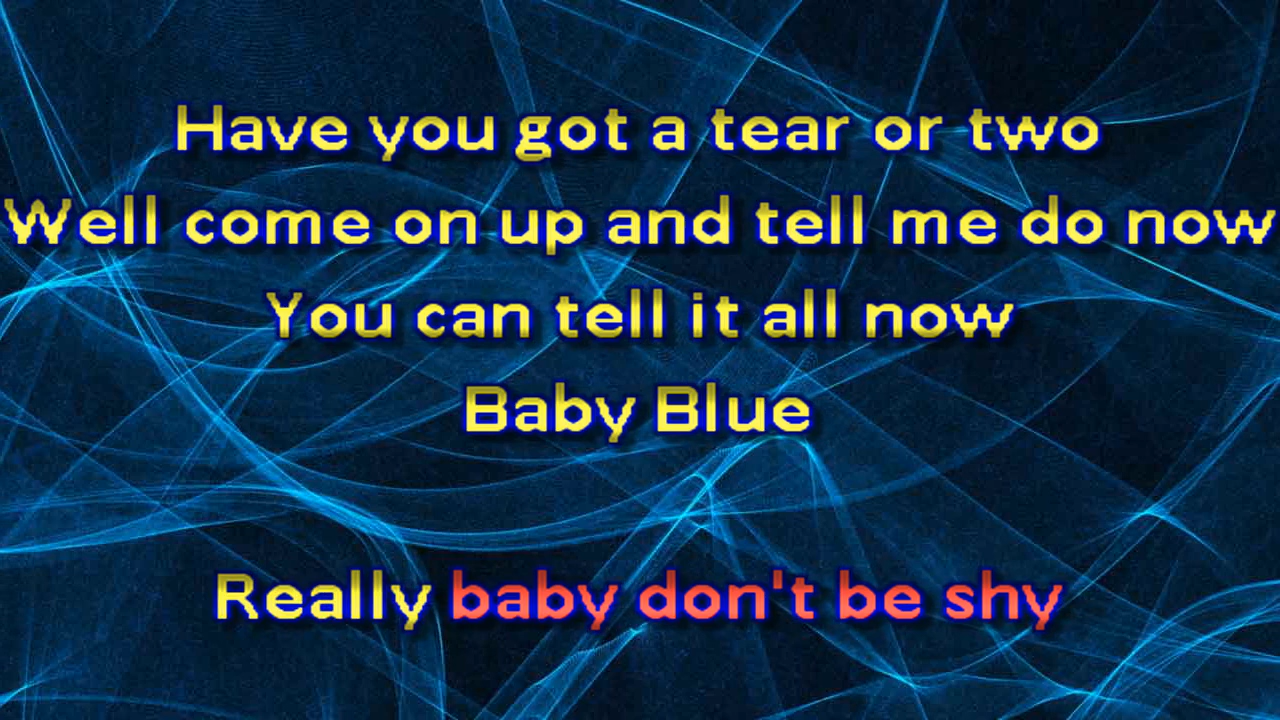 Have you got a tear or two
Well come on up and tell me do now
You can tell it all now
Baby Blue
Really baby don't be shy